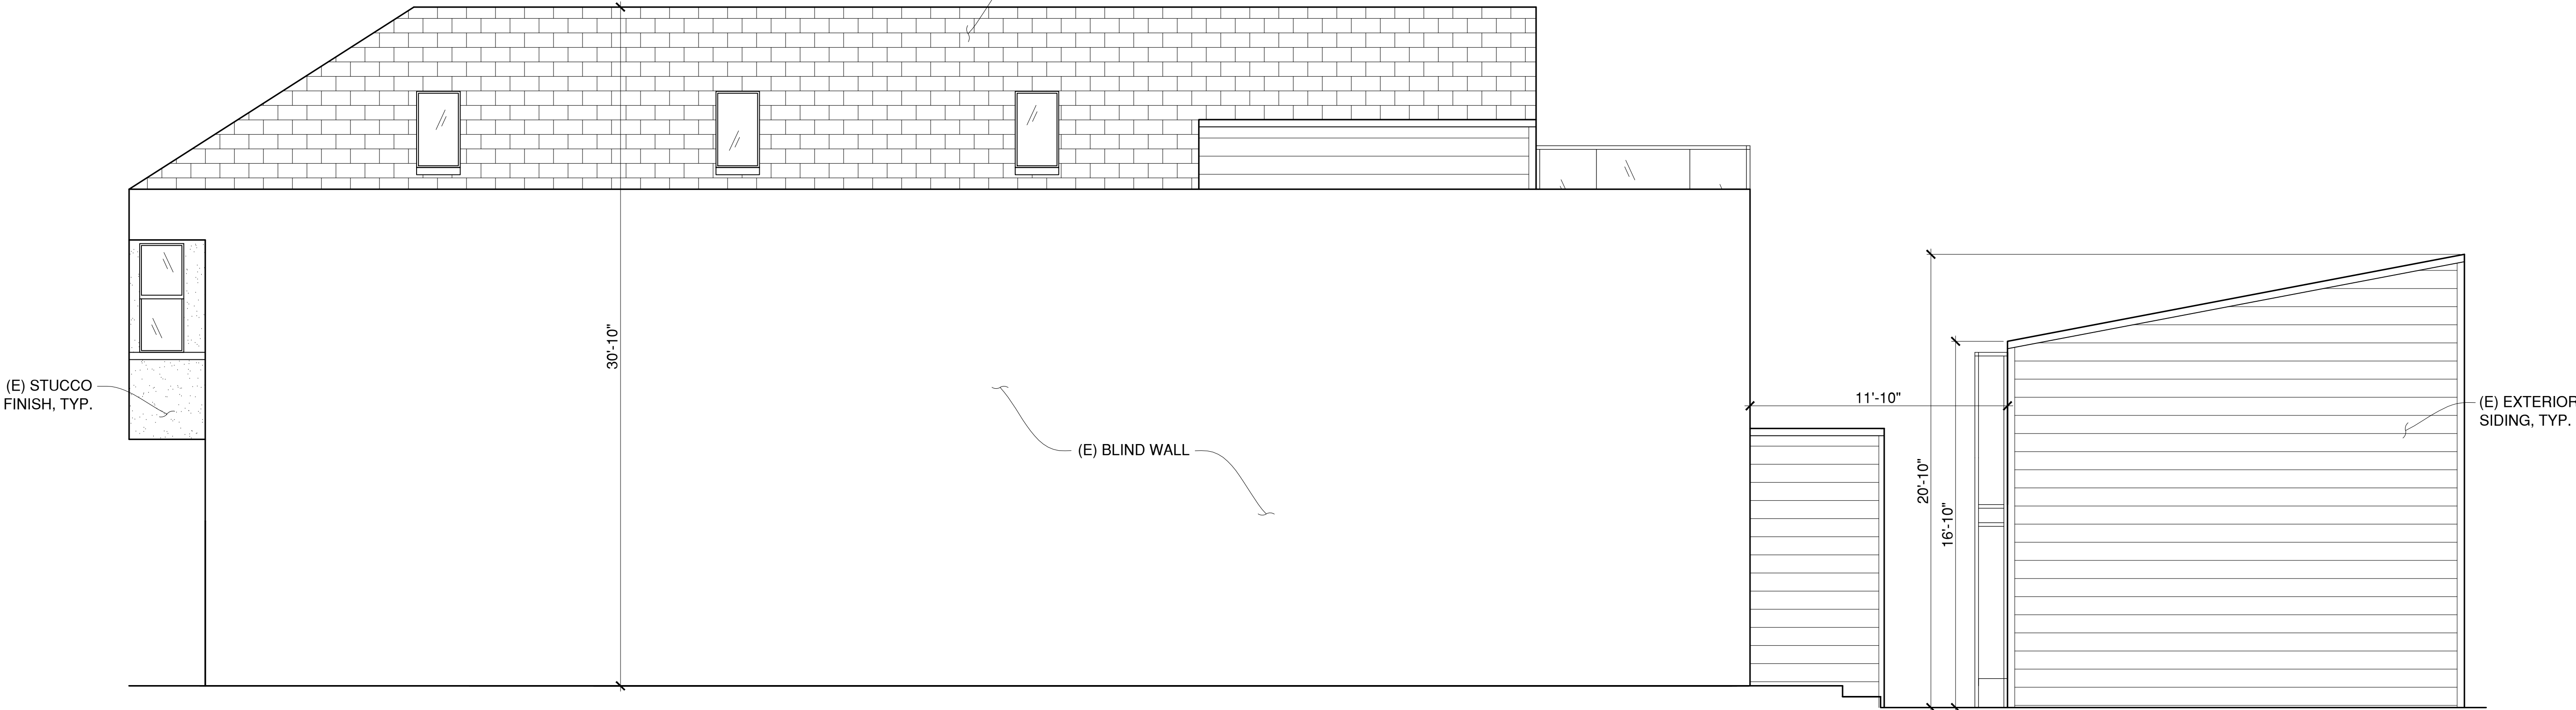 (E) STUCCO
FINISH, TYP.
30'-10"
(E) BLIND WALL
11'-10"
20'-10"
16'-10"
(E) EXTERIOR
SIDING, TYP.